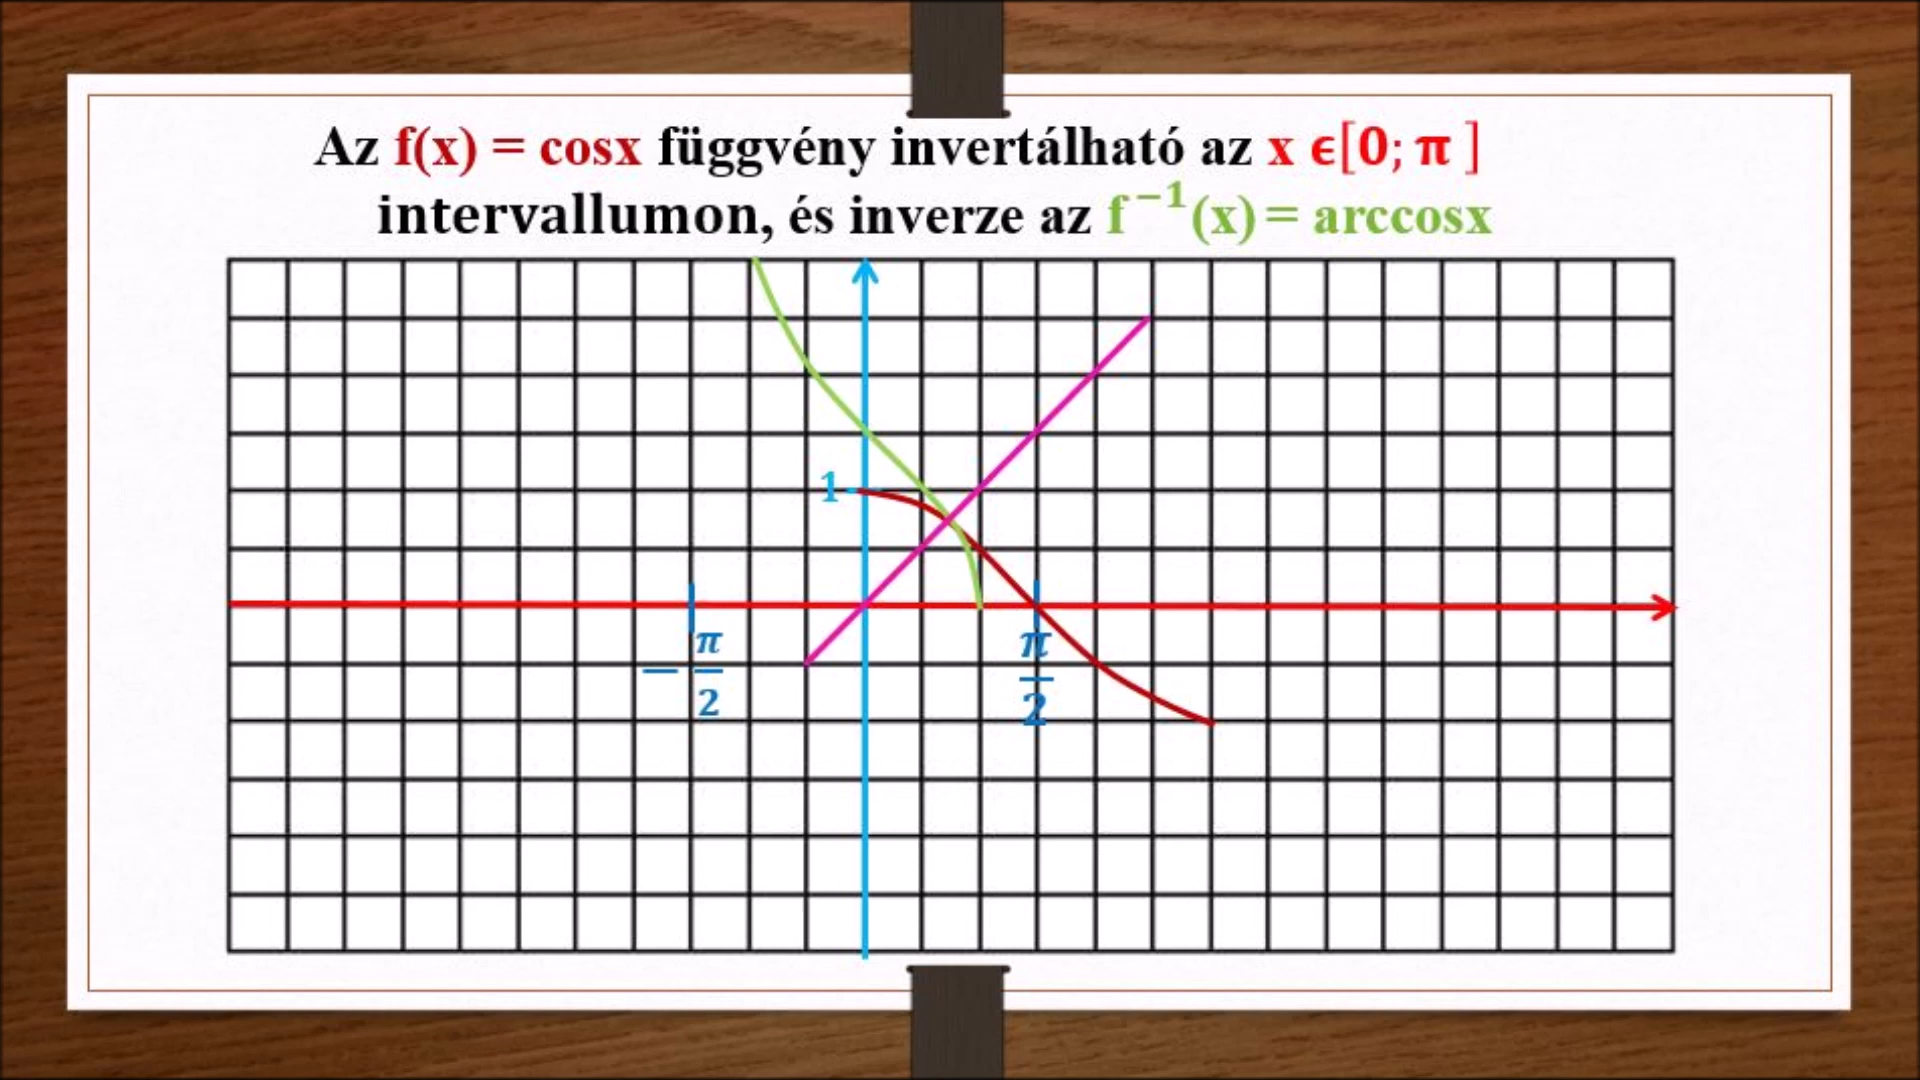 Az f(x) = cosx függvény invertálható az x ϵ[0; π ]
intervallumon, és inverze az f⁻¹(x) = arccosx
1
−π/2
π/2